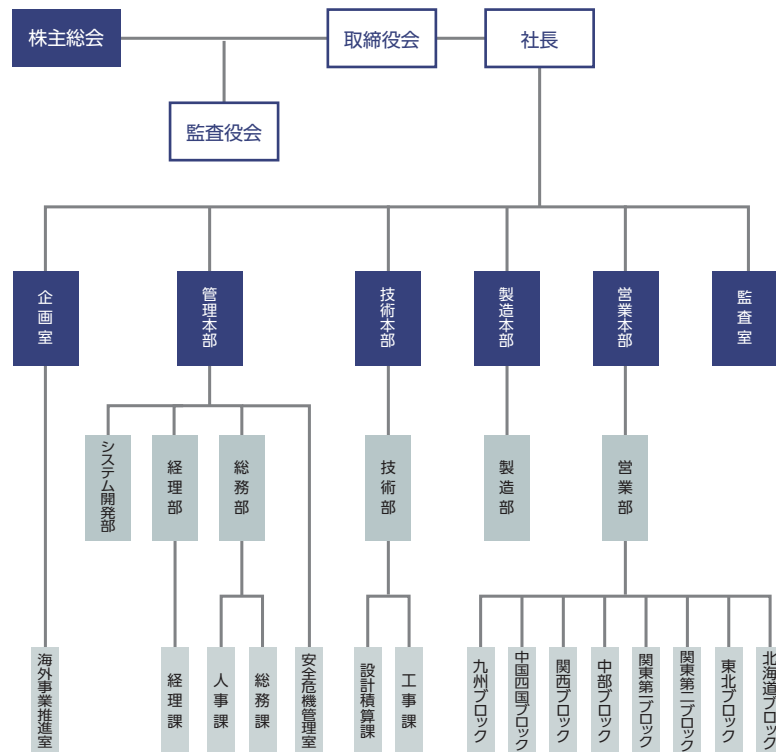 株主総会
取締役会
社長
監査役会
企画室
管理本部
技術本部
製造本部
営業本部
監査室
システム開発部
経理部
総務部
技術部
製造部
営業部
海外事業推進室
経理課
人事課
総務課
安全危機管理室
設計積算課
工事課
九州ブロック
中国四国ブロック
関西ブロック
中部ブロック
関東第一ブロック
関東第二ブロック
東北ブロック
北海道ブロック